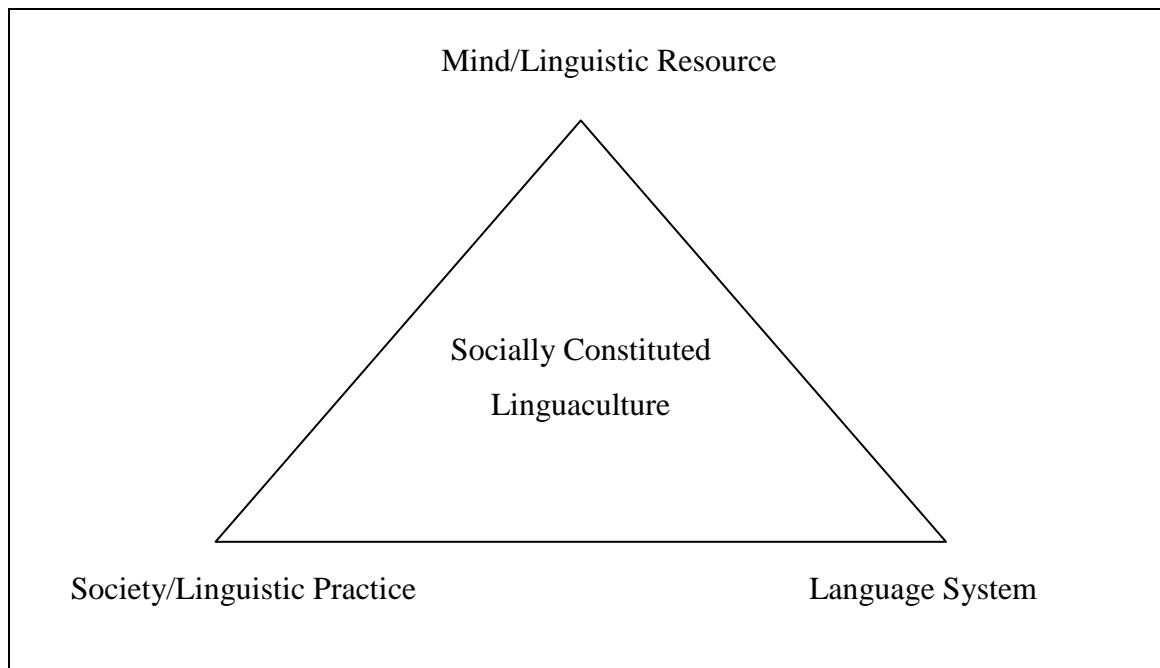 Mind/Linguistic Resource
Socially Constituted
Linguaculture
Society/Linguistic Practice
Language System